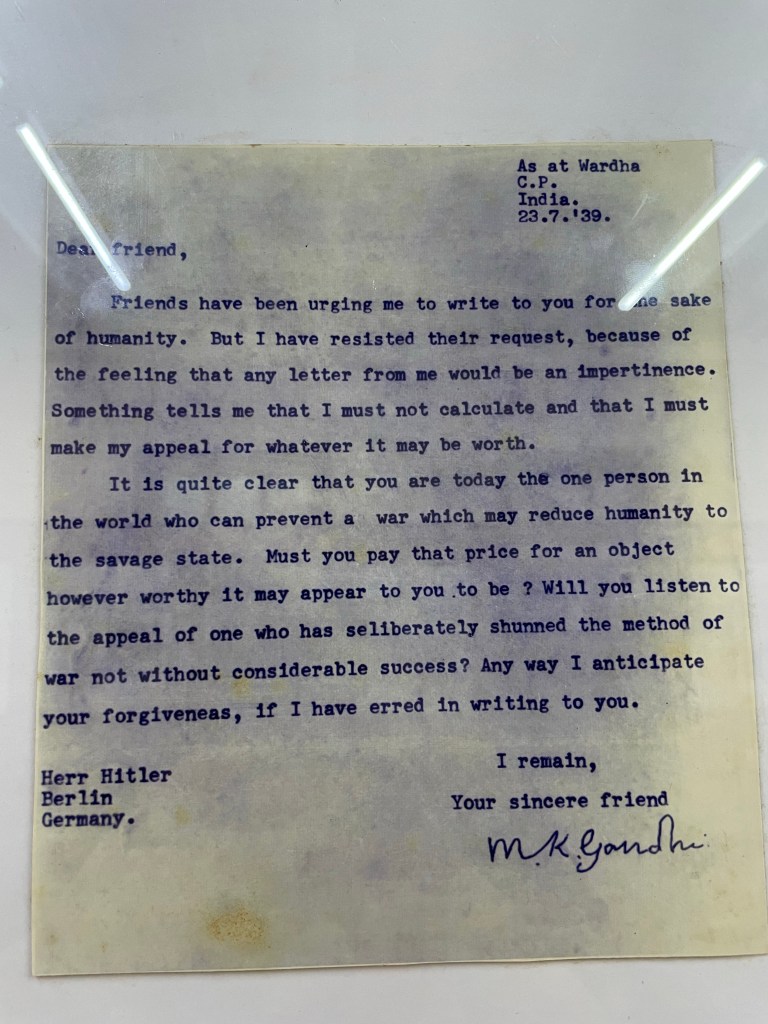 As at Wardha
C.P.
India.
23.7.'39.
Dear friend,
Friends have been urging me to write to you for the sake
of humanity. But I have resisted their request, because of
the feeling that any letter from me would be an impertinence.
Something tells me that I must not calculate and that I must
make my appeal for whatever it may be worth.
It is quite clear that you are today the one person in
the world who can prevent a war which may reduce humanity to
the savage state. Must you pay that price for an object
however worthy it may appear to you .to be ? Will you listen to
the appeal of one who has seliberately shunned the method of
war not without considerable success? Any way I anticipate
your forgiveneas, if I have erred in writing to you.
I remain,
Your sincere friend
M.K.Gandhi
Herr Hitler
Berlin
Germany.